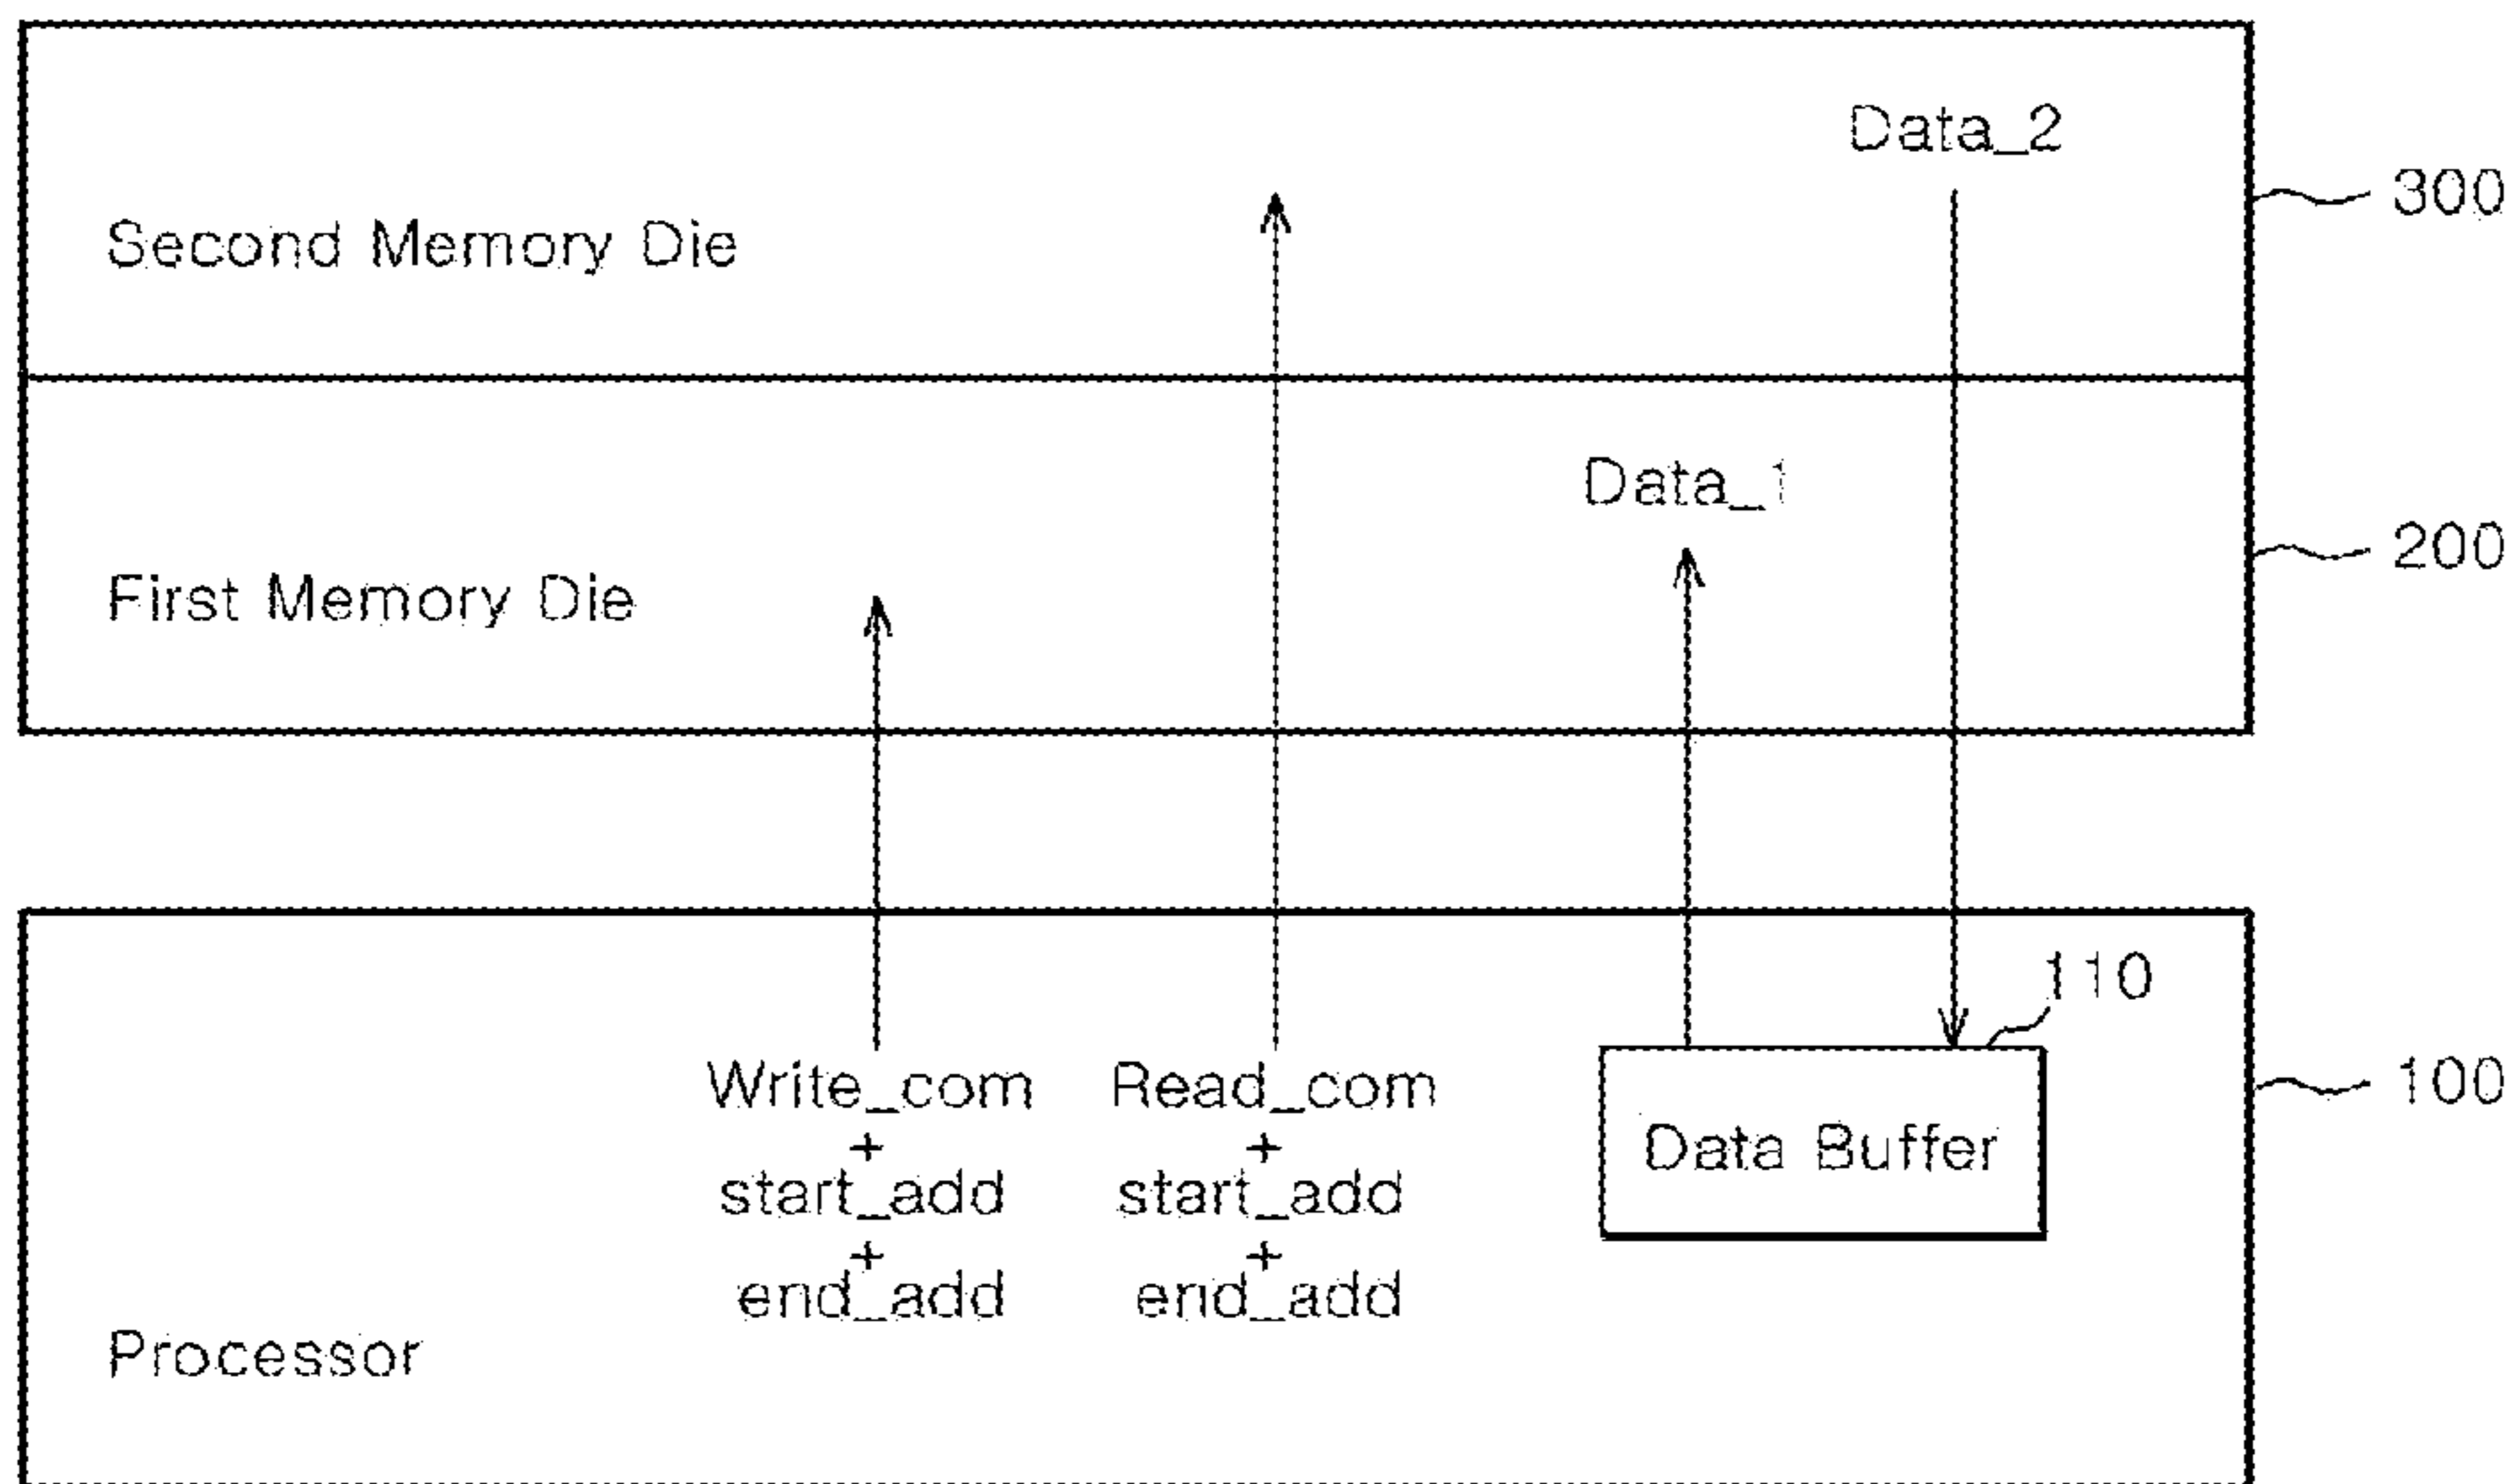 Data_2
300
Second Memory Die
Data_1
200
First Memory Die
110
Write_com
+
start_add
+
end_add
Read_com
+
start_add
+
end_add
Data Buffer
100
Processor